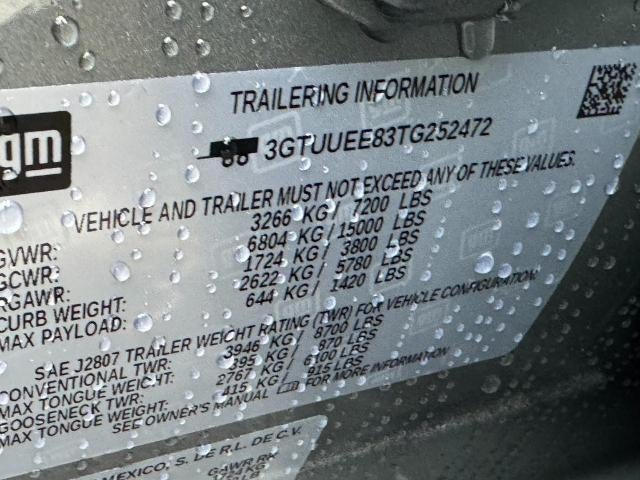 gm
TRAILERING INFORMATION
3GTUUEE83TG252472
VEHICLE AND TRAILER MUST NOT EXCEED ANY OF THESE VALUES.
GVWR: 3266 KG / 7200 LBS
GCWR: 6804 KG / 15000 LBS
RGAWR: 1724 KG / 3800 LBS
CURB WEIGHT: 2622 KG / 5780 LBS
MAX PAYLOAD: 644 KG / 1420 LBS
SAE J2807 TRAILER WEIGHT RATING (TWR) FOR VEHICLE CONFIGURATION
CONVENTIONAL TWR: 3946 KG / 8700 LBS
MAX TONGUE WEIGHT: 395 KG / 870 LBS
GOOSENECK TWR: 2767 KG / 6100 LBS
MAX TONGUE WEIGHT: 415 KG / 915 LBS
SEE OWNER'S MANUAL FOR MORE INFORMATION
MEXICO, S. DE R.L. DE C.V.
GAWR RR